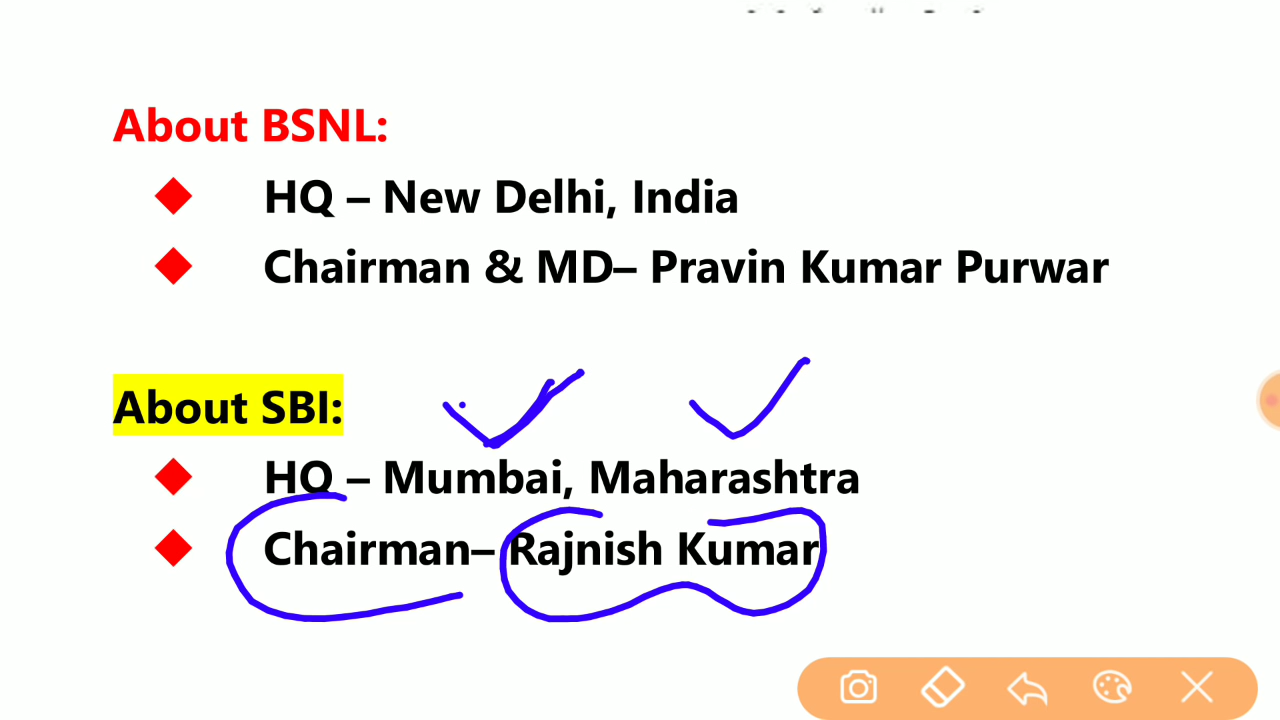 About BSNL:
HQ – New Delhi, India
Chairman & MD– Pravin Kumar Purwar
About SBI:
HQ – Mumbai, Maharashtra
Chairman– Rajnish Kumar